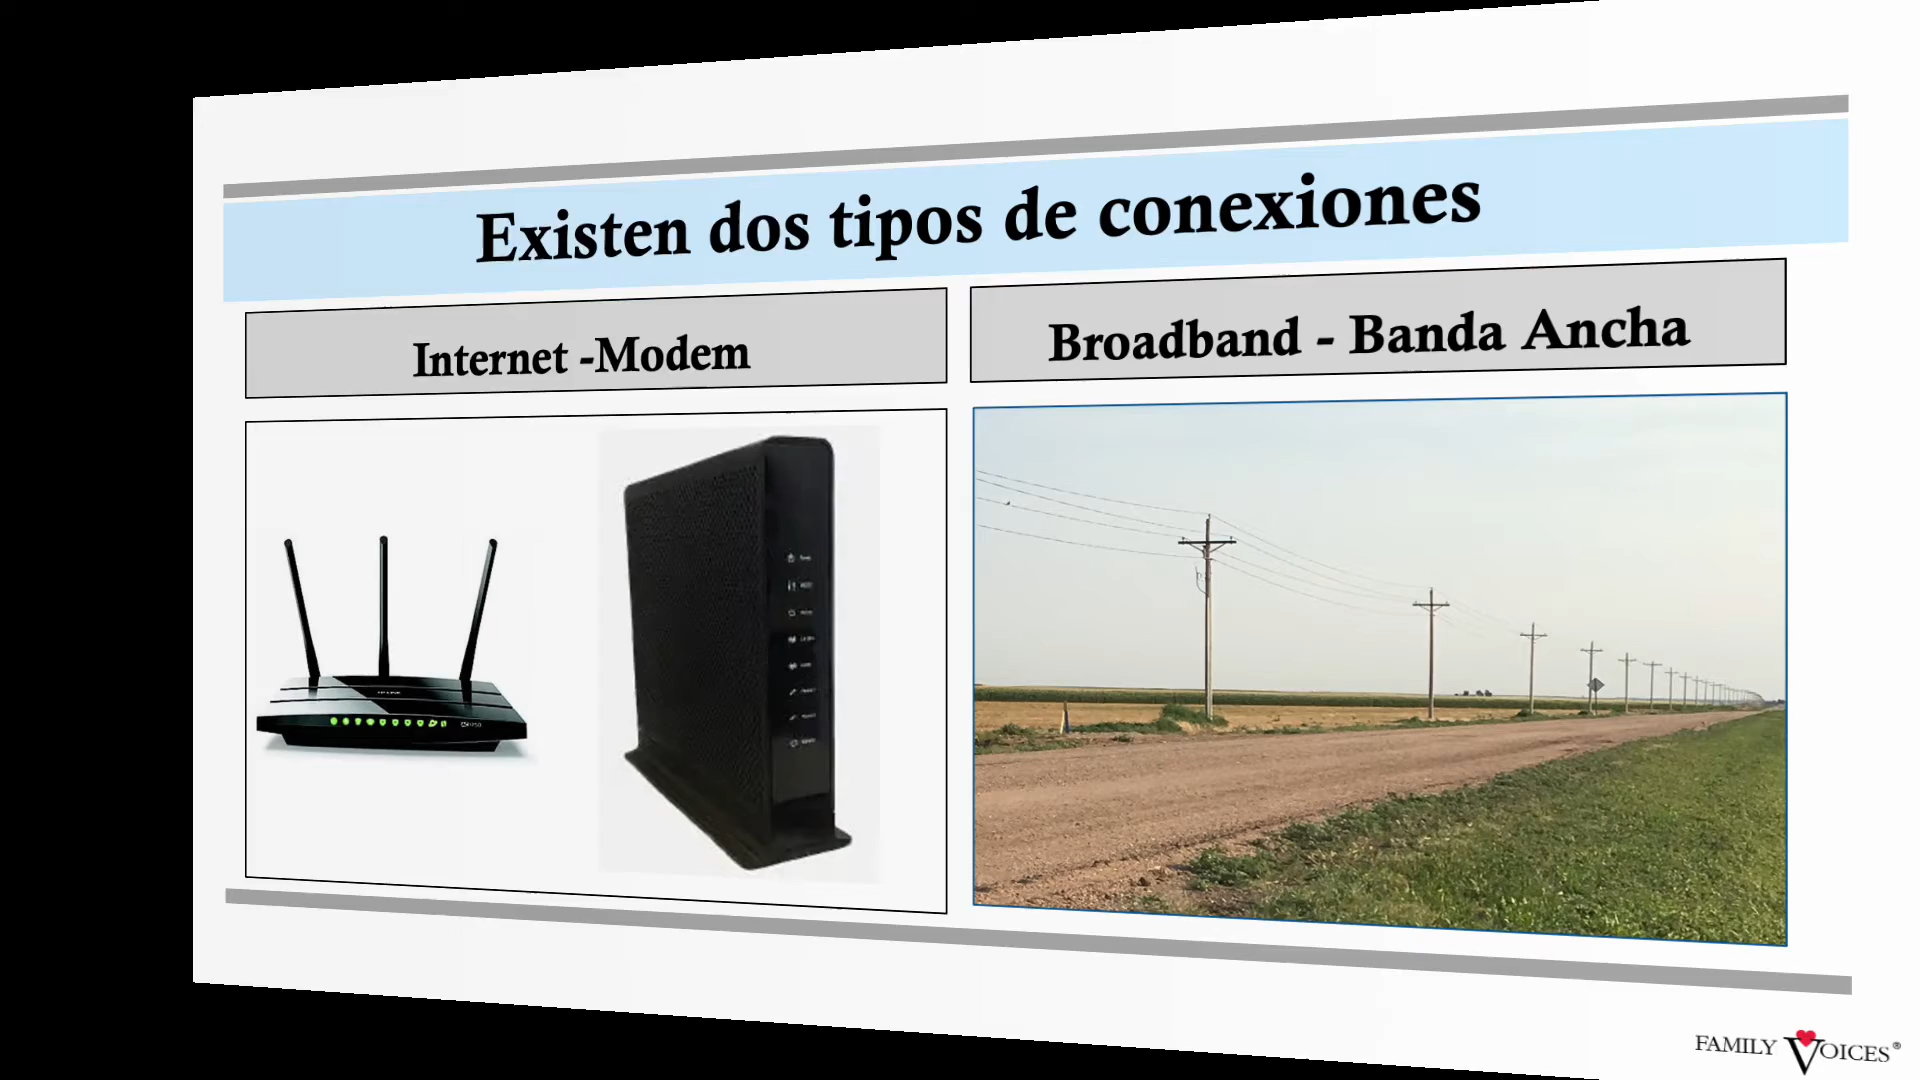 Existen dos tipos de conexiones
Internet -Modem
Broadband - Banda Ancha
FAMILY VOICES®